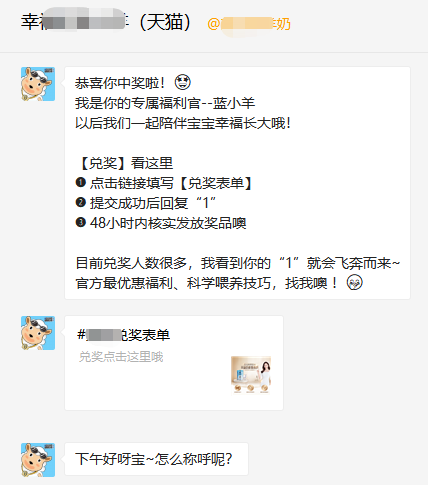 幸 （天猫） @ 奶
恭喜你中奖啦！
我是你的专属福利官--蓝小羊
以后我们一起陪伴宝宝幸福长大哦！
【兑奖】看这里
❶ 点击链接填写【兑奖表单】
❷ 提交成功后回复“1”
❸ 48小时内核实发放奖品噢
目前兑奖人数很多，我看到你的“1”就会飞奔而来~
官方最优惠福利、科学喂养技巧，找我噢！
# 兑奖表单
兑奖点击这里哦
下午好呀宝~怎么称呼呢？